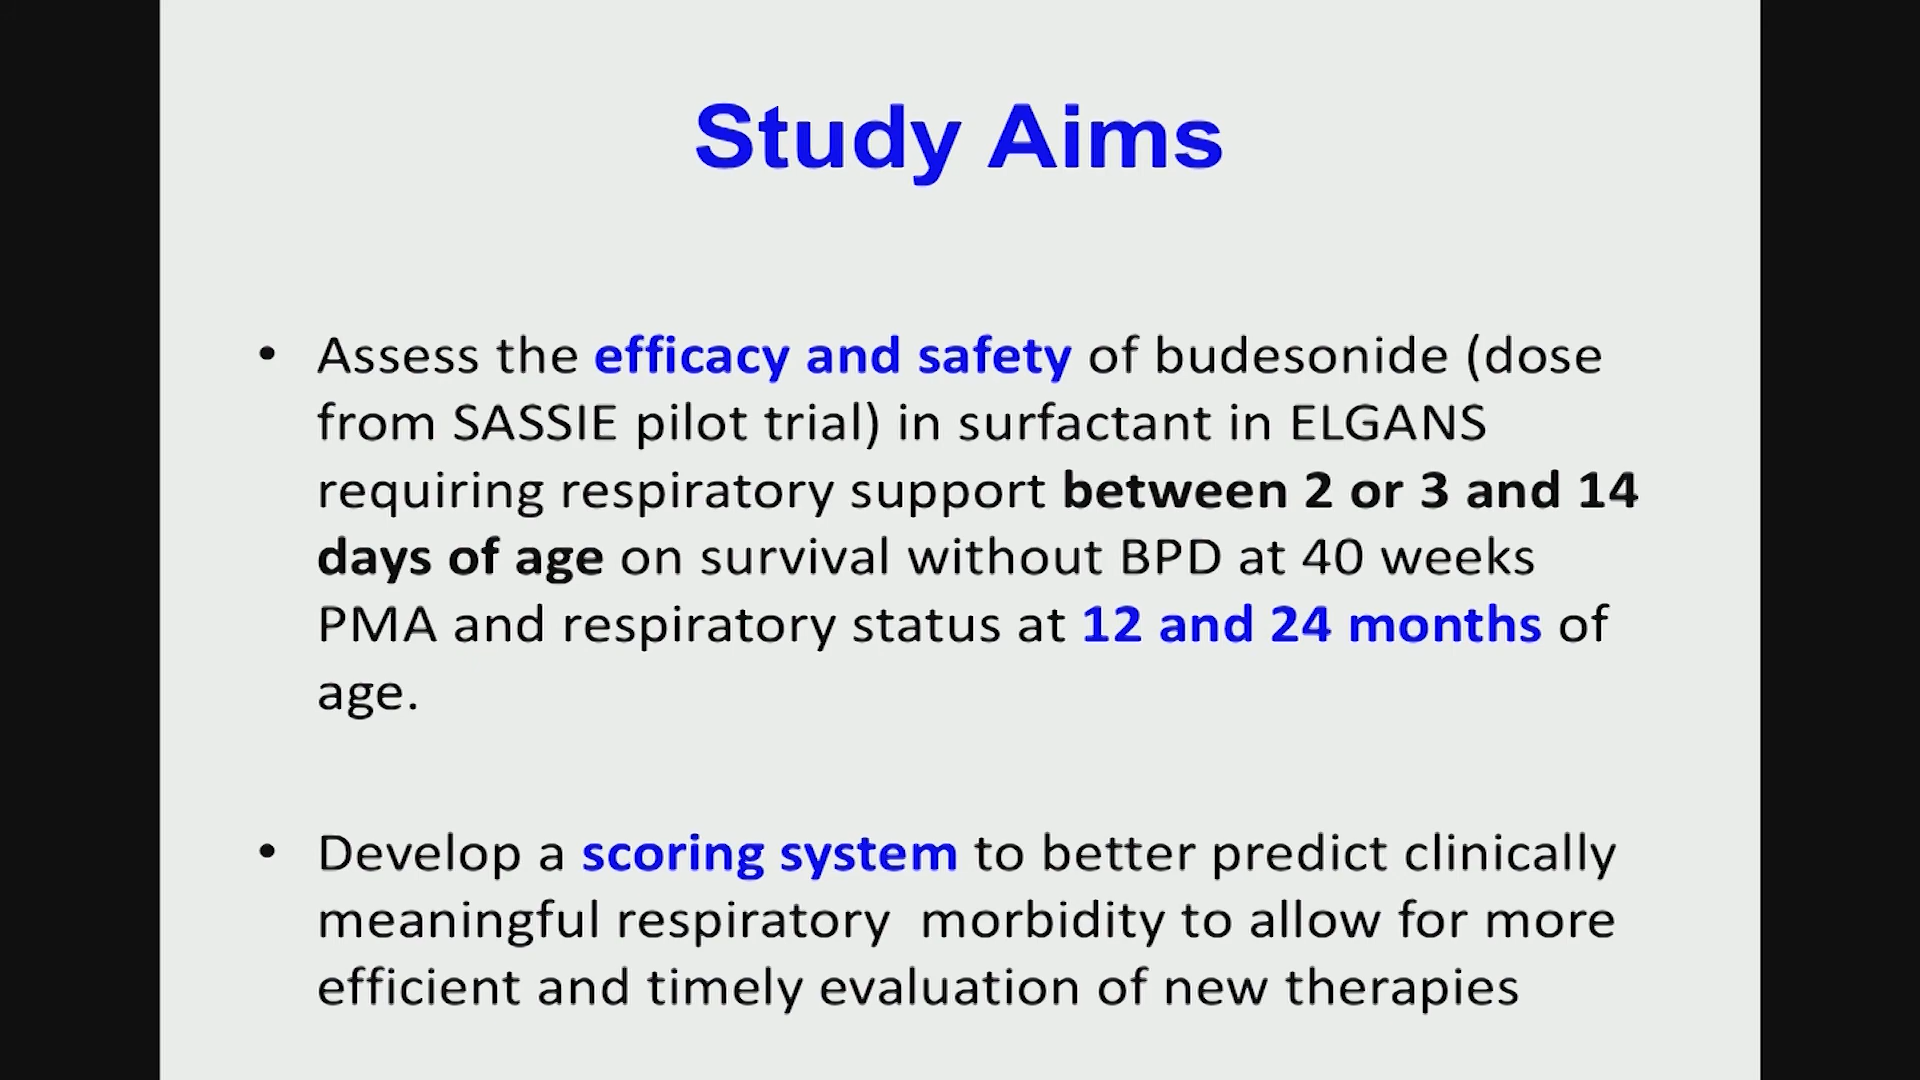 Study Aims
• Assess the efficacy and safety of budesonide (dose
from SASSIE pilot trial) in surfactant in ELGANS
requiring respiratory support between 2 or 3 and 14
days of age on survival without BPD at 40 weeks
PMA and respiratory status at 12 and 24 months of
age.
• Develop a scoring system to better predict clinically
meaningful respiratory  morbidity to allow for more
efficient and timely evaluation of new therapies